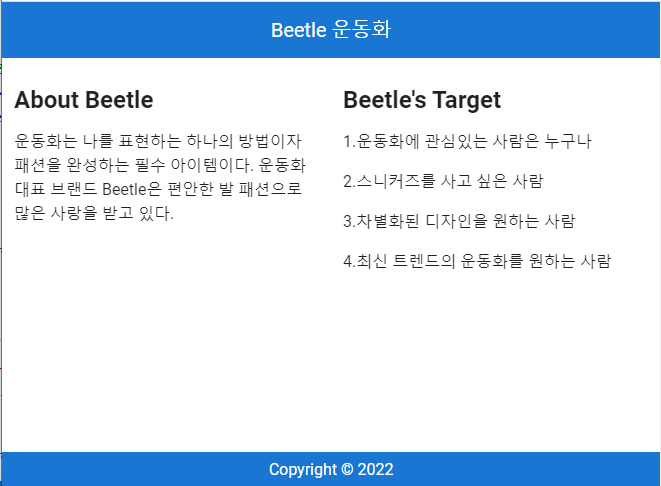 Beetle 운동화
About Beetle
운동화는 나를 표현하는 하나의 방법이자
패션을 완성하는 필수 아이템이다. 운동화
대표 브랜드 Beetle은 편안한 발 패션으로
많은 사랑을 받고 있다.
Beetle's Target
1.운동화에 관심있는 사람은 누구나
2.스니커즈를 사고 싶은 사람
3.차별화된 디자인을 원하는 사람
4.최신 트렌드의 운동화를 원하는 사람
Copyright © 2022